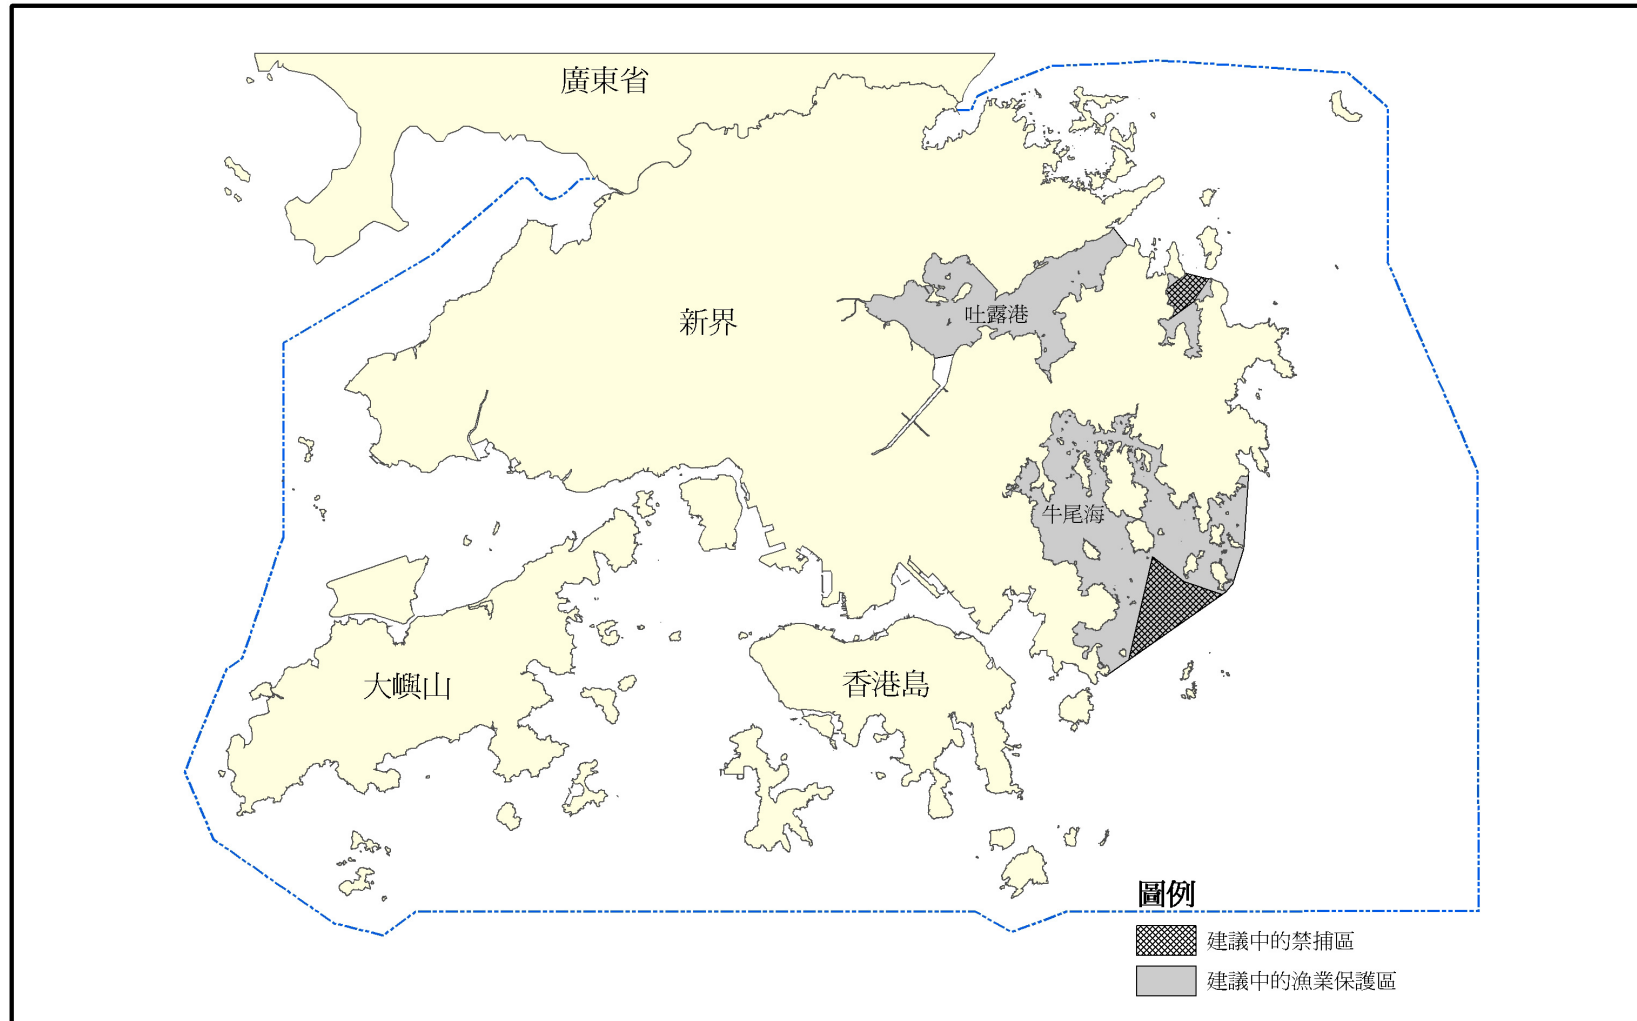 廣東省
新界
吐露港
牛尾海
大嶼山
香港島
圖例
建議中的禁捕區
建議中的漁業保護區